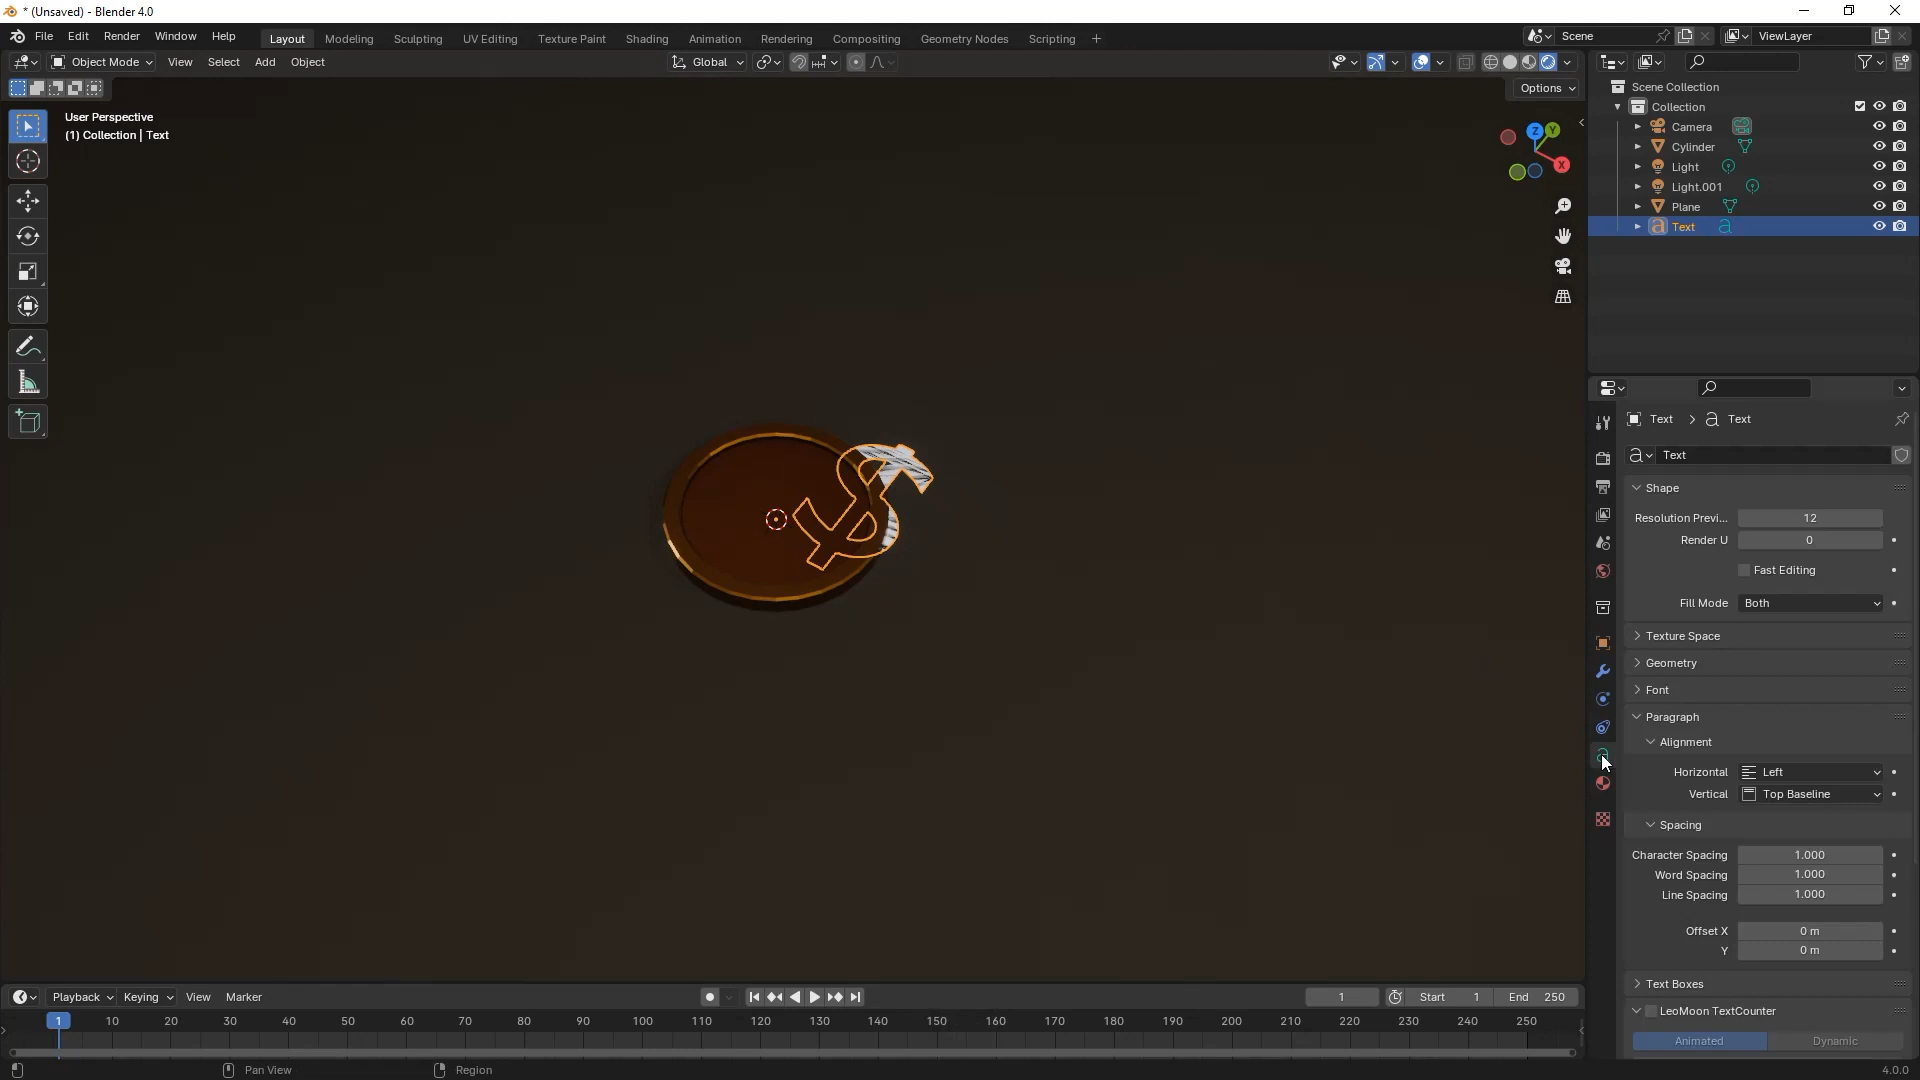 * (Unsaved) - Blender 4.0
File Edit Render Window Help
Layout Modeling Sculpting UV Editing Texture Paint Shading Animation Rendering Compositing Geometry Nodes Scripting +
Scene
ViewLayer
Object Mode View Select Add Object
Global
Options
User Perspective
(1) Collection | Text
Z
Y
X
$
Scene Collection
Collection
Camera
Cylinder
Light
Light.001
Plane
Text
Text > Text
Text
Shape
Resolution Previ... 12
Render U 0
Fast Editing
Fill Mode Both
Texture Space
Geometry
Font
Paragraph
Alignment
Horizontal Left
Vertical Top Baseline
Spacing
Character Spacing 1.000
Word Spacing 1.000
Line Spacing 1.000
Offset X 0 m
Y 0 m
Text Boxes
LeoMoon TextCounter
Animated Dynamic
Playback Keying View Marker
1 Start 1 End 250
1 10 20 30 40 50 60 70 80 90 100 110 120 130 140 150 160 170 180 190 200 210 220 230 240 250
Pan View Region
4.0.0